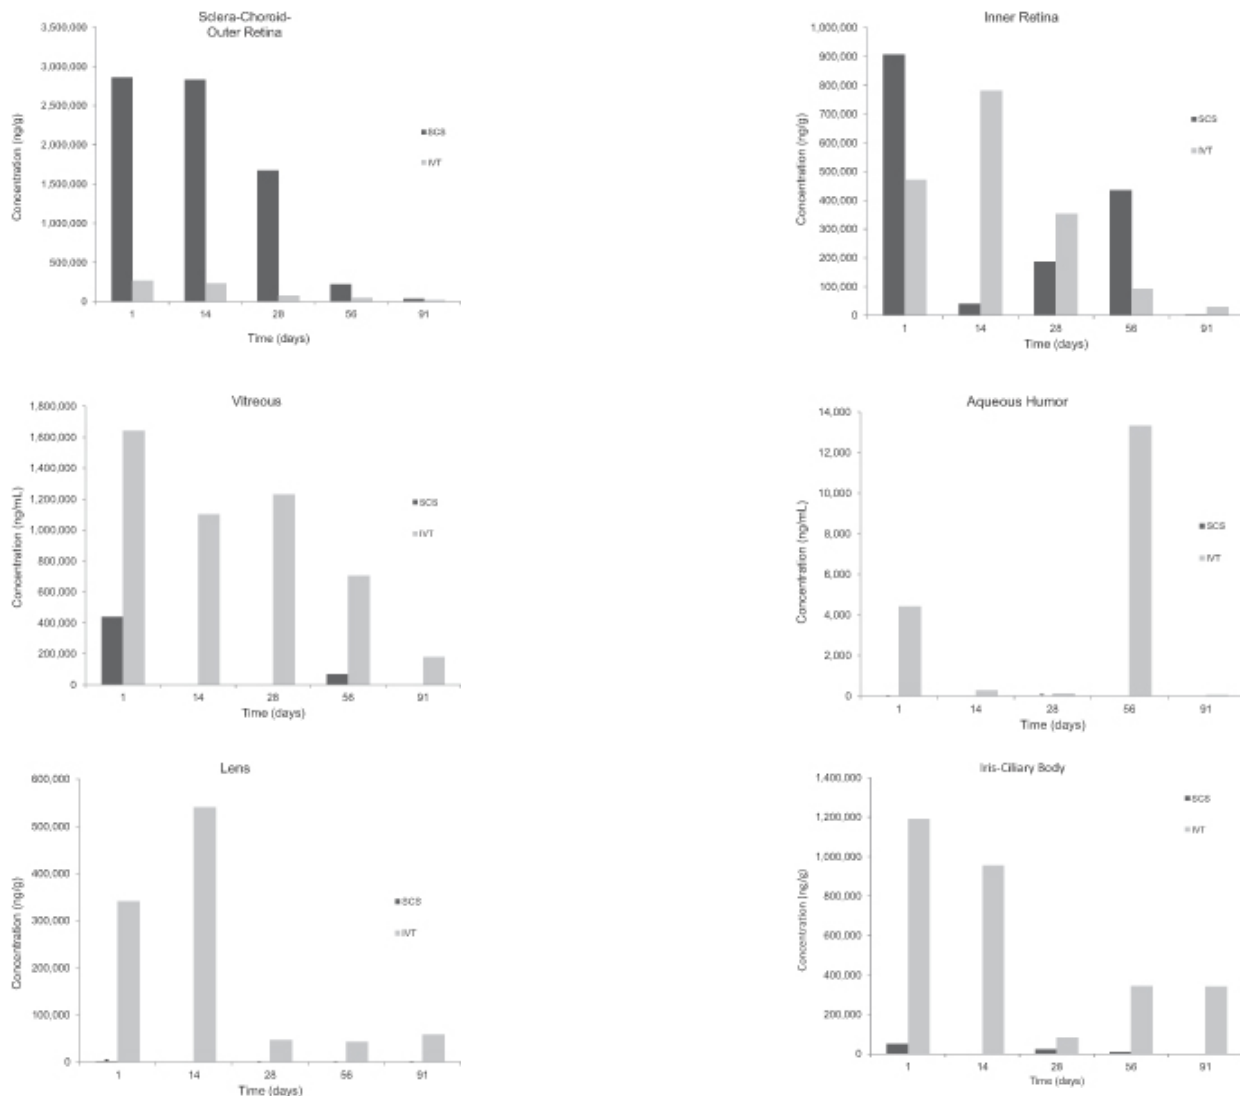 Sclera-Choroid-
Outer Retina
3,500,000
3,000,000
2,500,000
2,000,000
1,500,000
1,000,000
500,000
0
Concentration (ng/g)
SCS
IVT
1 14 28 56 91
Time (days)
Inner Retina
1,000,000
900,000
800,000
700,000
600,000
500,000
400,000
300,000
200,000
100,000
0
Concentration (ng/g)
SCS
IVT
1 14 28 56 91
Time (days)
Vitreous
1,800,000
1,600,000
1,400,000
1,200,000
1,000,000
800,000
600,000
400,000
200,000
0
Concentration (ng/mL)
SCS
IVT
1 14 28 56 91
Time (days)
Aqueous Humor
14,000
12,000
10,000
8,000
6,000
4,000
2,000
0
Concentration (ng/mL)
SCS
IVT
1 14 28 56 91
Time (days)
Lens
600,000
500,000
400,000
300,000
200,000
100,000
0
Concentration (ng/g)
SCS
IVT
1 14 28 56 91
Time (days)
Iris-Ciliary Body
1,400,000
1,200,000
1,000,000
800,000
600,000
400,000
200,000
0
Concentration (ng/g)
SCS
IVT
1 14 28 56 91
Time (days)